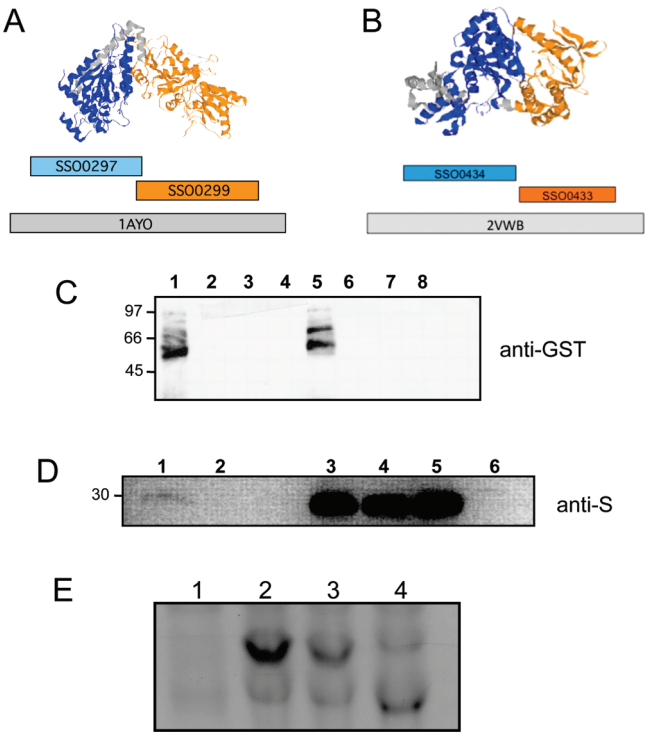 A
B
SSO0297
SSO0299
1AYO
SSO0434
SSO0433
2VWB
C
1 2 3 4 5 6 7 8
97
66
45
anti-GST
D
1 2 3 4 5 6
30
anti-S
E
1 2 3 4